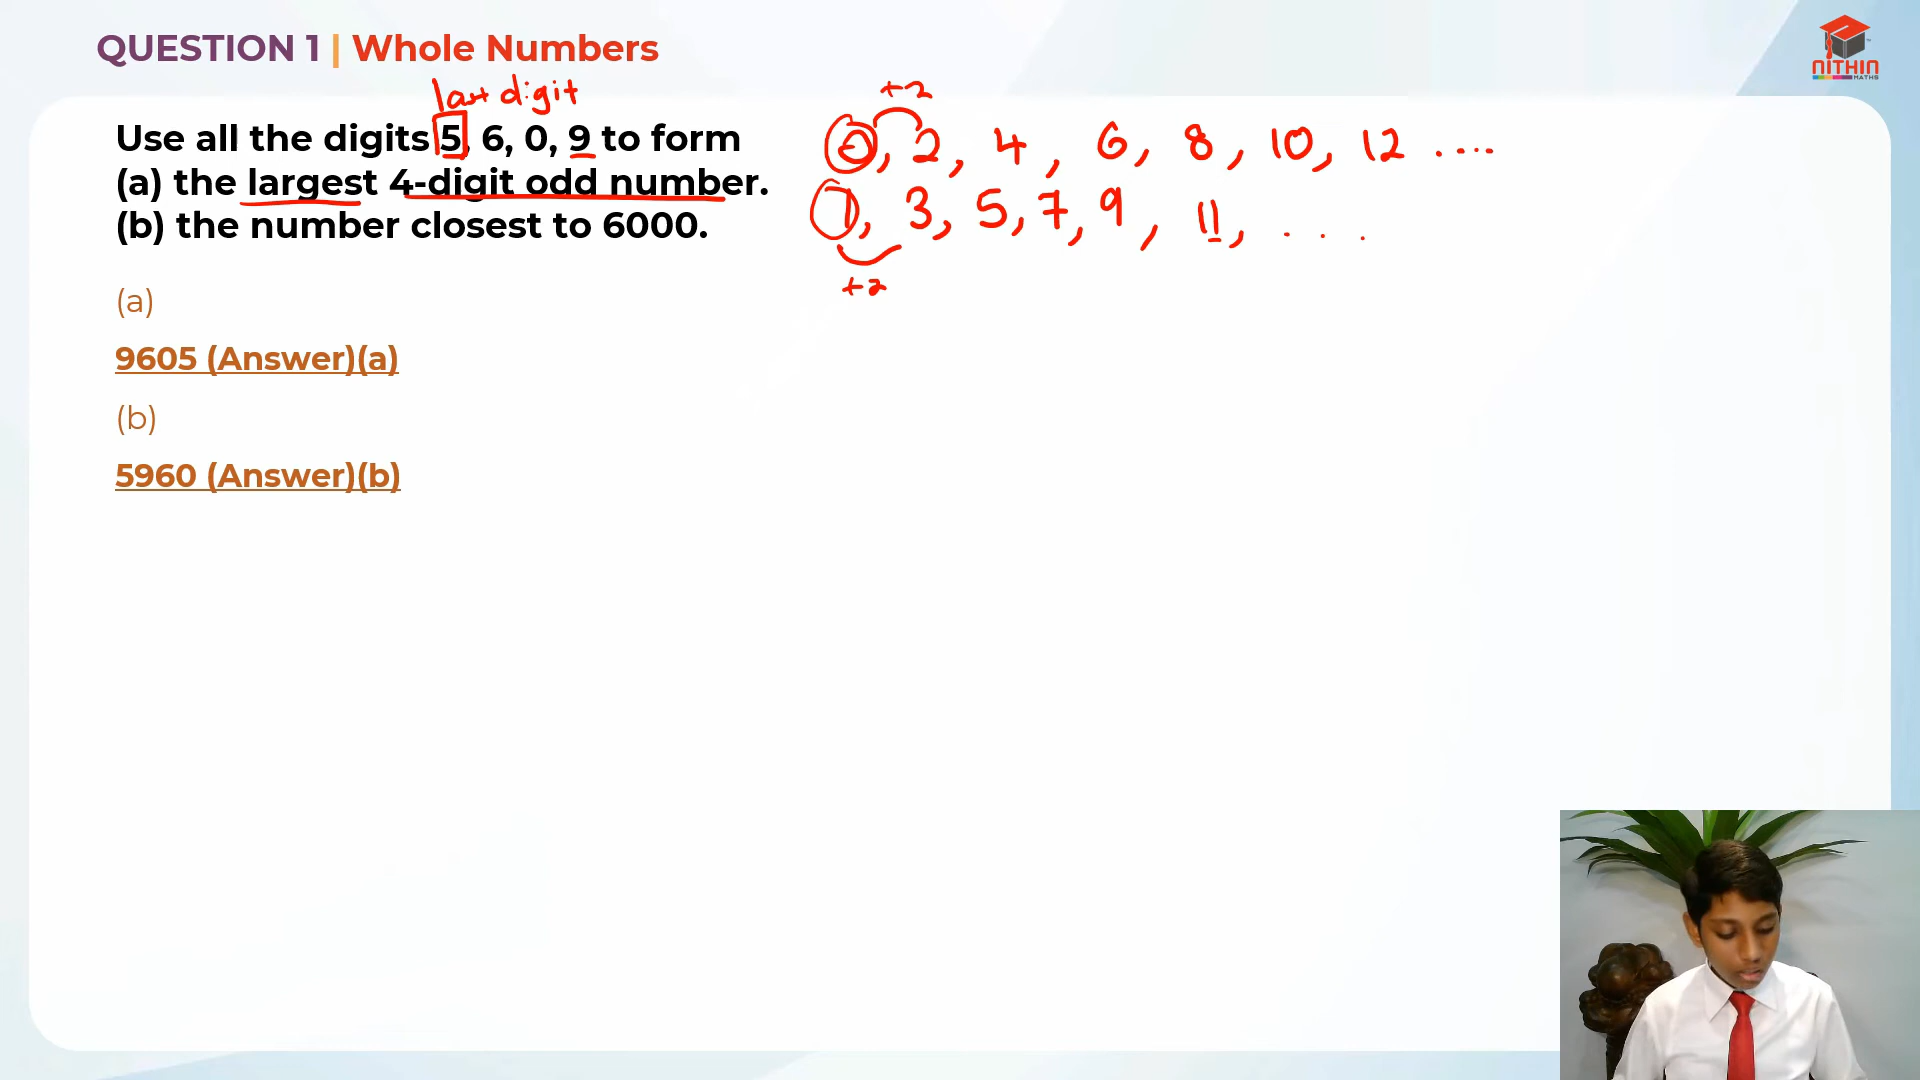 QUESTION 1 | Whole Numbers
NITHIN
MATHS
last digit
Use all the digits 5, 6, 0, 9 to form
(a) the largest 4-digit odd number.
(b) the number closest to 6000.
+2
0, 2, 4, 6, 8, 10, 12 ....
1, 3, 5, 7, 9, 11, ...
+2
(a)
9605 (Answer)(a)
(b)
5960 (Answer)(b)